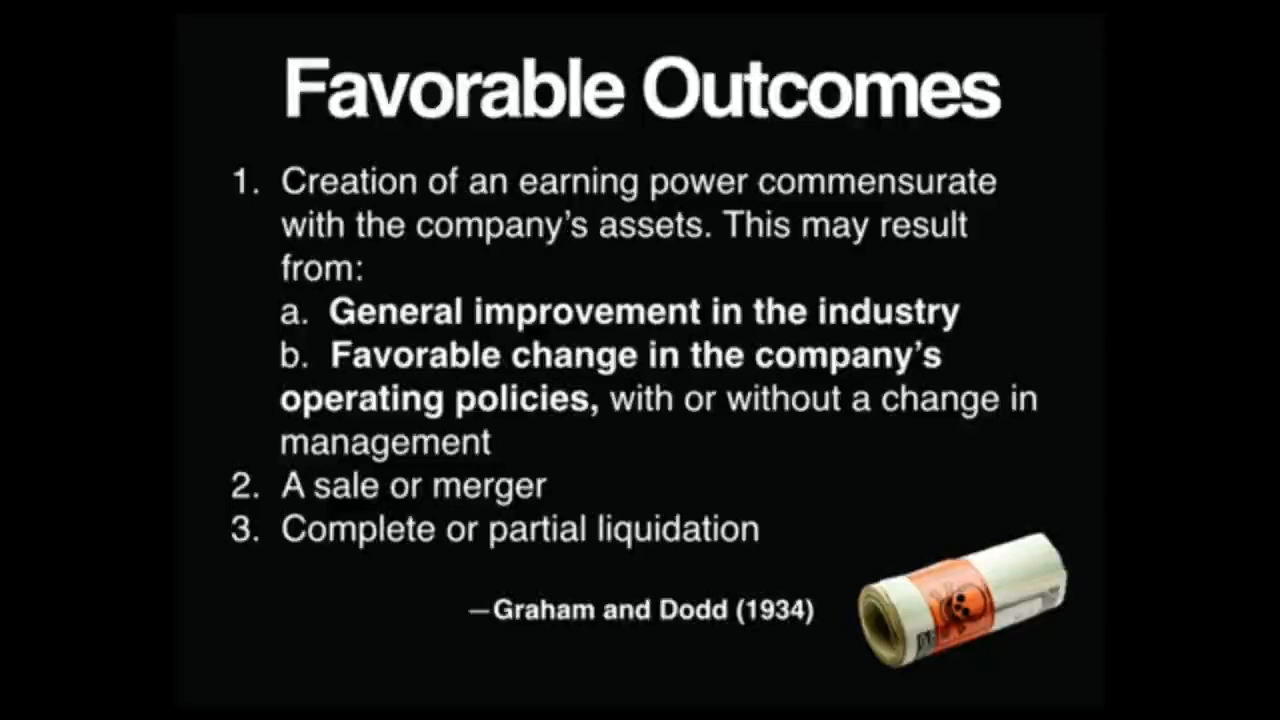 Favorable Outcomes
1. Creation of an earning power commensurate
with the company’s assets. This may result
from:
a. General improvement in the industry
b. Favorable change in the company’s
operating policies, with or without a change in
management
2. A sale or merger
3. Complete or partial liquidation
—Graham and Dodd (1934)